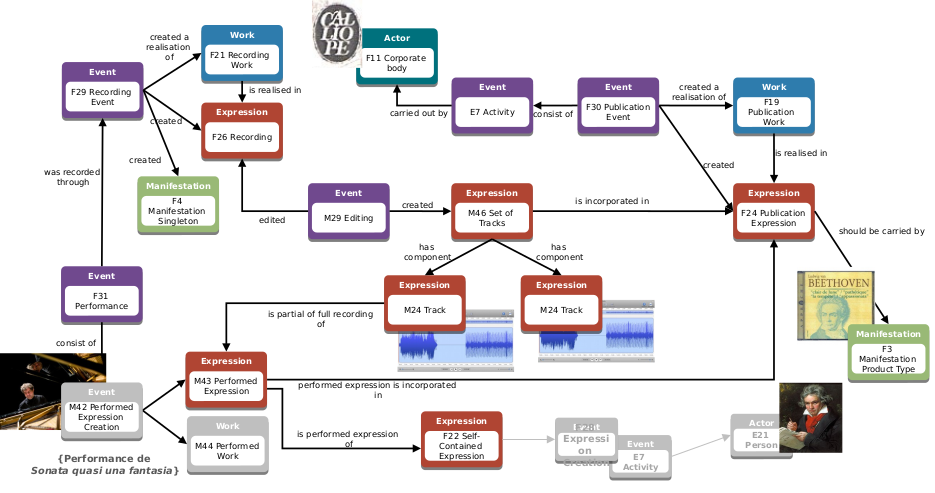 CAL
LIO
PE
Actor
F11 Corporate
body
Work
F21 Recording
Work
created a
realisation
of
Event
F29 Recording
Event
is realised in
Expression
F26 Recording
created
created
Manifestation
F4
Manifestation
Singleton
was recorded
through
Event
E7 Activity
carried out by
consist of
Event
F30 Publication
Event
created a
realisation of
Work
F19
Publication
Work
created
is realised in
Event
M29 Editing
edited
created
Expression
M46 Set of
Tracks
is incorporated in
Expression
F24 Publication
Expression
should be carried by
has
component
has
component
Event
F31
Performance
Expression
M24 Track
Expression
M24 Track
is partial of full recording
of
BEETHOVEN
Manifestation
F3
Manifestation
Product Type
consist of
Expression
M43 Performed
Expression
performed expression is incorporated
in
Event
M42 Performed
Expression
Creation
Work
M44 Performed
Work
is performed expression
of
Expression
F22 Self-
Contained
Expression
Expressi
on
Creation
Event
E7
Activity
Actor
E21
Person
{Performance de
Sonata quasi una fantasia}